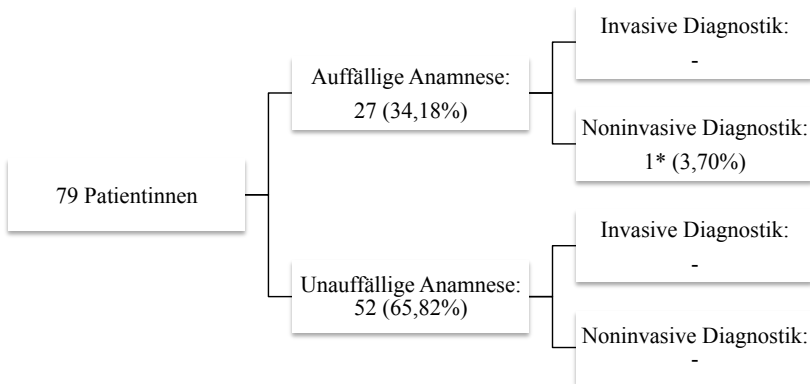 79 Patientinnen
Auffällige Anamnese:
27 (34,18%)
Invasive Diagnostik:
-
Noninvasive Diagnostik:
1* (3,70%)
Unauffällige Anamnese:
52 (65,82%)
Invasive Diagnostik:
-
Noninvasive Diagnostik:
-